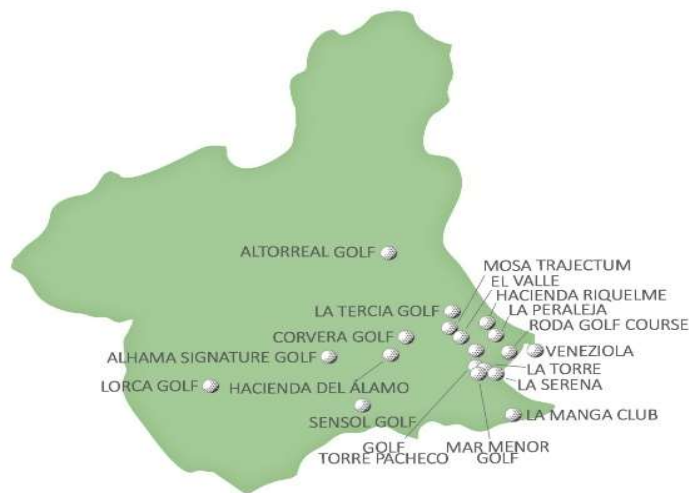 ALTORREAL GOLF
MOSA TRAJECTUM
EL VALLE
HACIENDA RIQUELME
LA PERALEJA
LA TERCIA GOLF
RODA GOLF COURSE
CORVERA GOLF
VENEZIOLA
ALHAMA SIGNATURE GOLF
LA TORRE
LORCA GOLF
HACIENDA DEL ÁLAMO
LA SERENA
SENSOL GOLF
LA MANGA CLUB
GOLF
TORRE PACHECO
MAR MENOR
GOLF